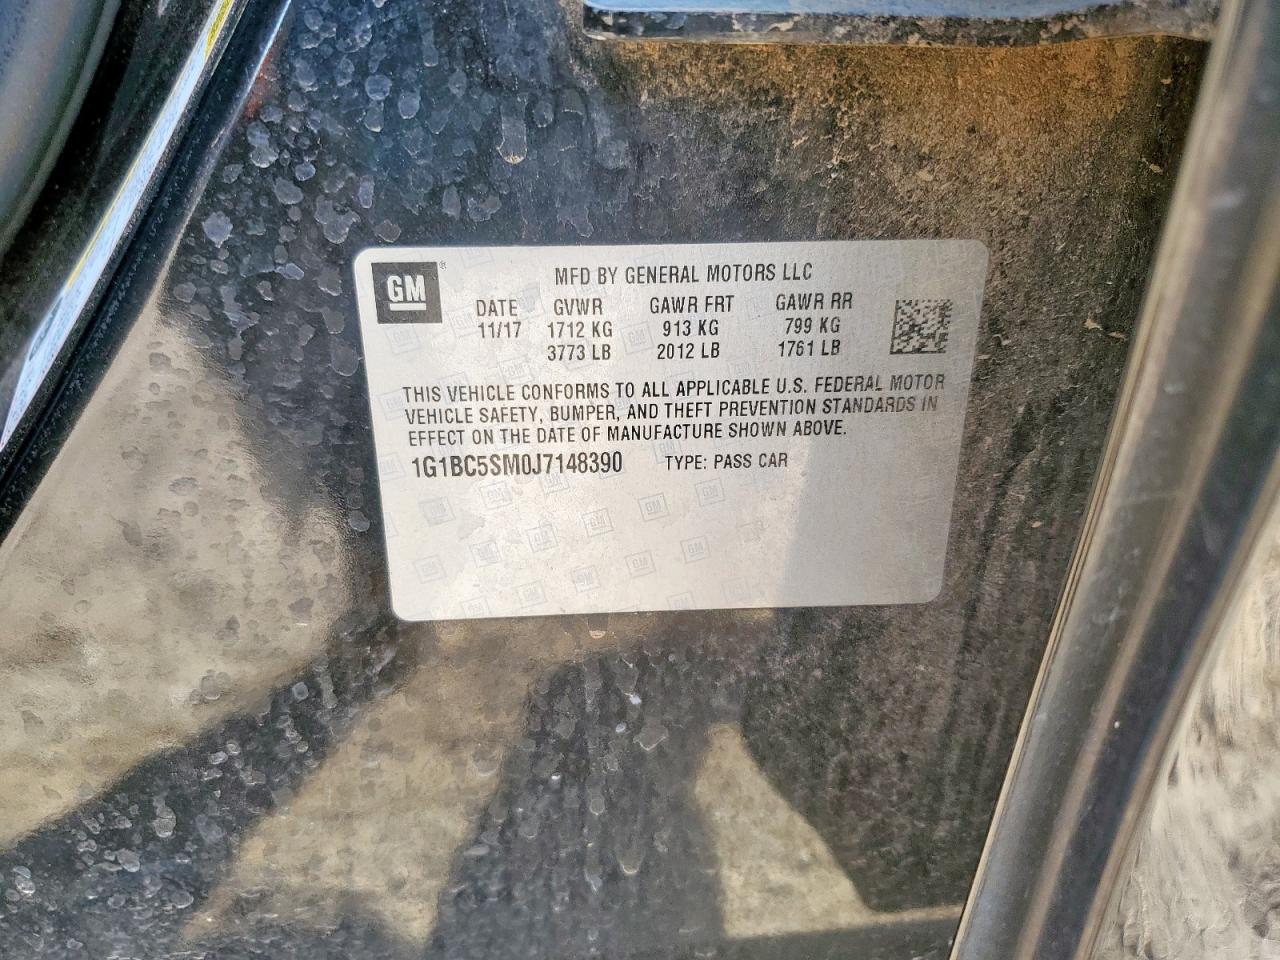 GM
MFD BY GENERAL MOTORS LLC
DATE GVWR GAWR FRT GAWR RR
11/17 1712 KG 913 KG 799 KG
3773 LB 2012 LB 1761 LB
THIS VEHICLE CONFORMS TO ALL APPLICABLE U.S. FEDERAL MOTOR
VEHICLE SAFETY, BUMPER, AND THEFT PREVENTION STANDARDS IN
EFFECT ON THE DATE OF MANUFACTURE SHOWN ABOVE.
1G1BC5SM0J7148390 TYPE: PASS CAR